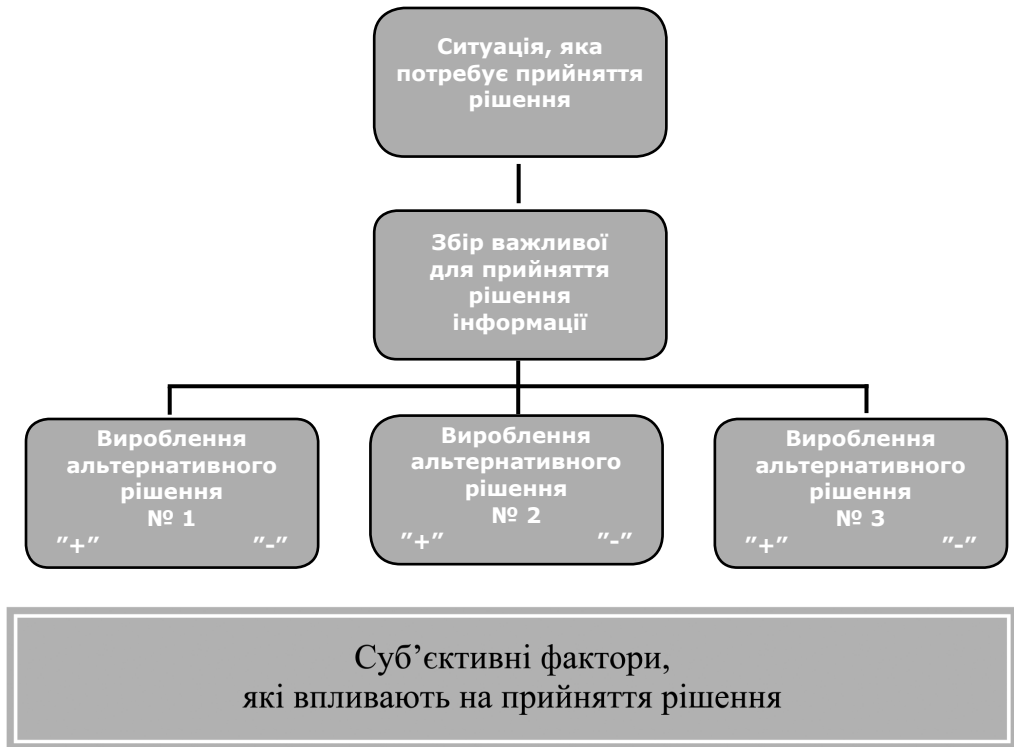 Ситуація, яка
потребує прийняття
рішення
Збір важливої
для прийняття
рішення
інформації
Вироблення
альтернативного
рішення
№ 1
"+" "-"
Вироблення
альтернативного
рішення
№ 2
"+" "-"
Вироблення
альтернативного
рішення
№ 3
"+" "-"
Суб’єктивні фактори,
які впливають на прийняття рішення